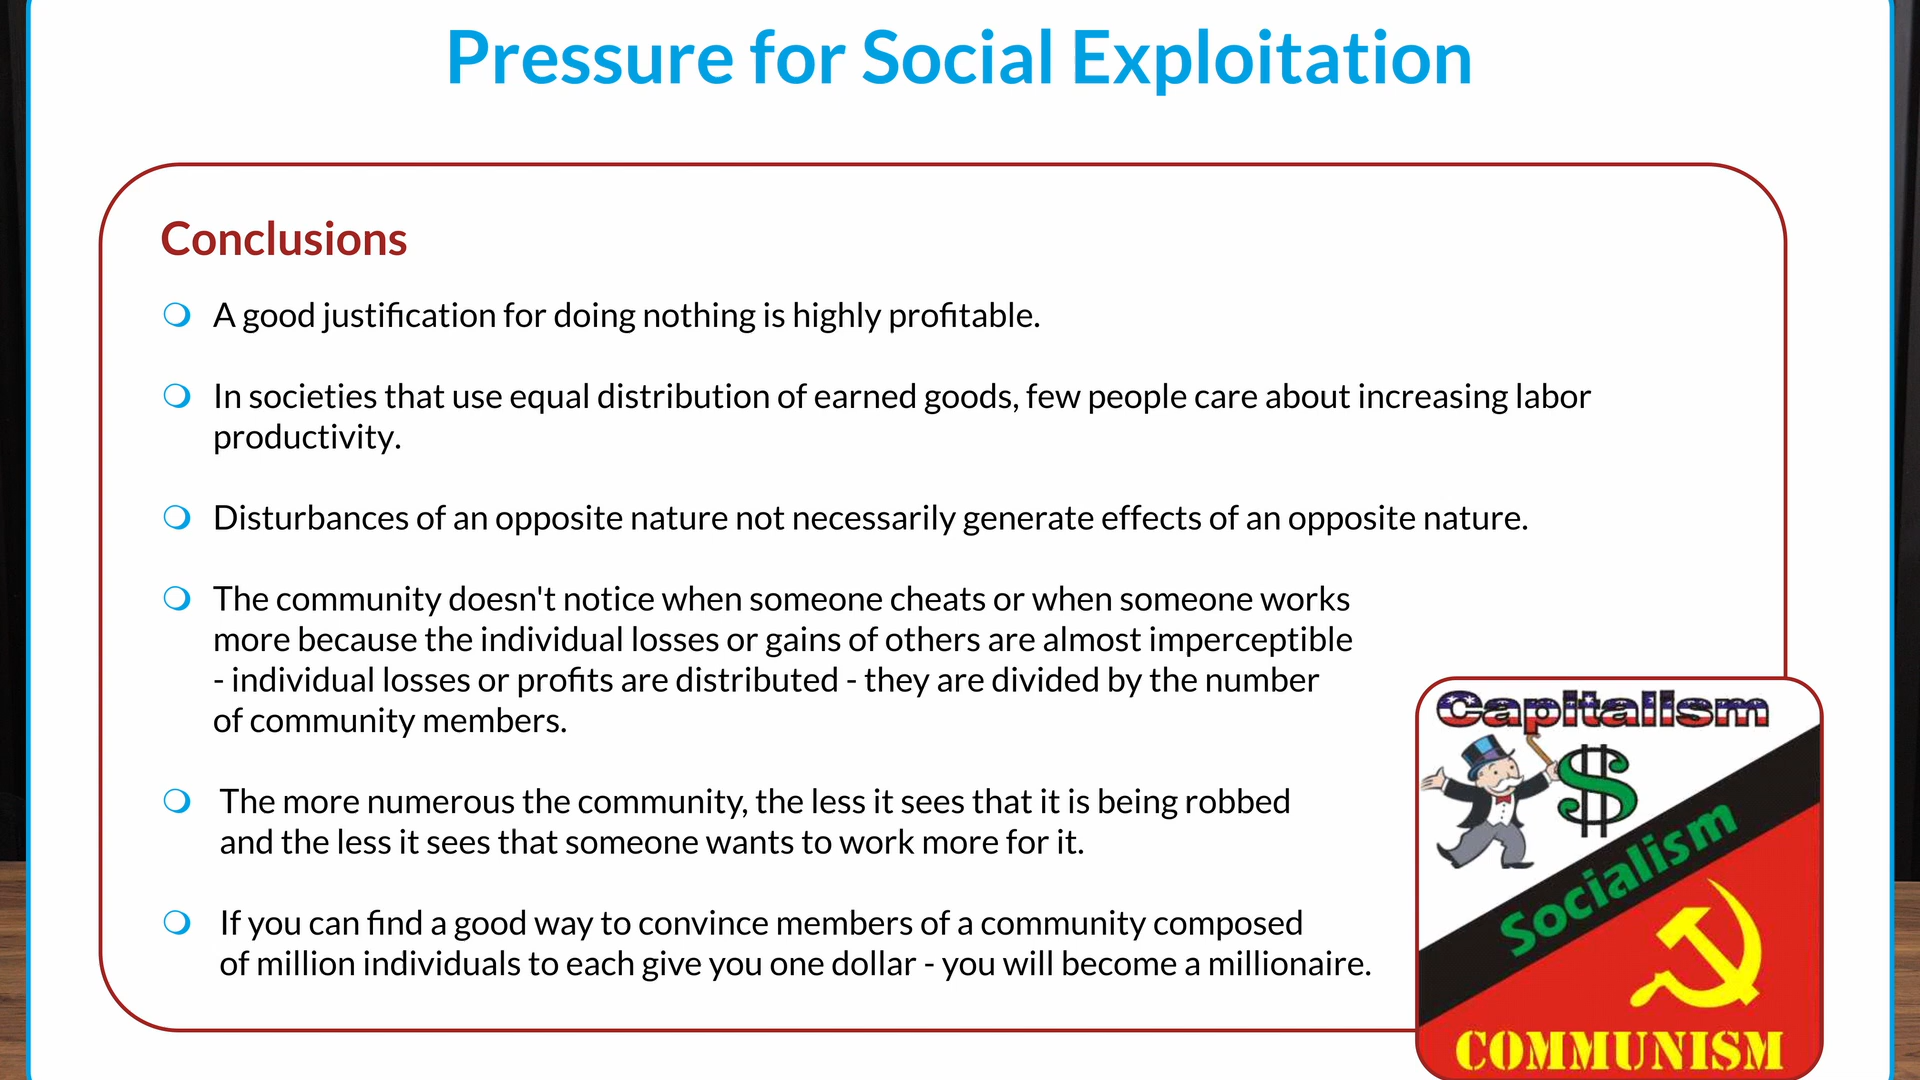 Pressure for Social Exploitation
Conclusions
A good justification for doing nothing is highly profitable.
In societies that use equal distribution of earned goods, few people care about increasing labor
productivity.
Disturbances of an opposite nature not necessarily generate effects of an opposite nature.
The community doesn't notice when someone cheats or when someone works
more because the individual losses or gains of others are almost imperceptible
- individual losses or profits are distributed - they are divided by the number
of community members.
The more numerous the community, the less it sees that it is being robbed
and the less it sees that someone wants to work more for it.
If you can find a good way to convince members of a community composed
of million individuals to each give you one dollar - you will become a millionaire.
Capitalism
$
Socialism
COMMUNISM